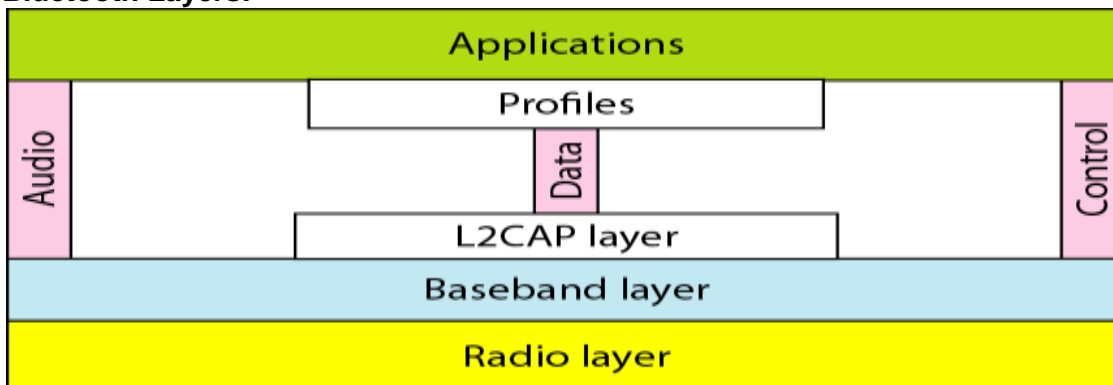 Bluetooth Layers:
Applications
Profiles
Audio
Data
Control
L2CAP layer
Baseband layer
Radio layer